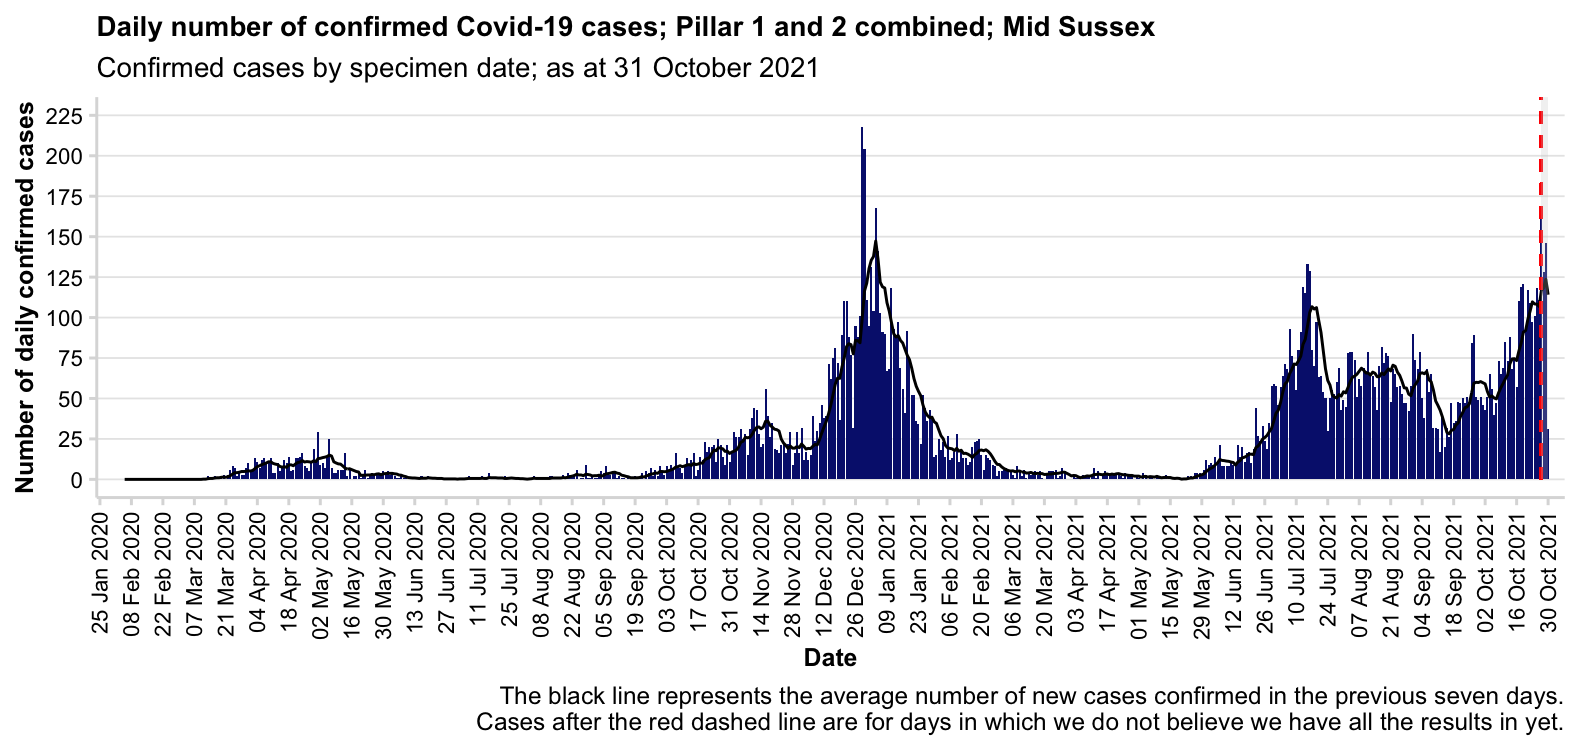 Daily number of confirmed Covid-19 cases; Pillar 1 and 2 combined; Mid Sussex
Confirmed cases by specimen date; as at 31 October 2021
Number of daily confirmed cases
225
200
175
150
125
100
75
50
25
0
25 Jan 2020
08 Feb 2020
22 Feb 2020
07 Mar 2020
21 Mar 2020
04 Apr 2020
18 Apr 2020
02 May 2020
16 May 2020
30 May 2020
13 Jun 2020
27 Jun 2020
11 Jul 2020
25 Jul 2020
08 Aug 2020
22 Aug 2020
05 Sep 2020
19 Sep 2020
03 Oct 2020
17 Oct 2020
31 Oct 2020
14 Nov 2020
28 Nov 2020
12 Dec 2020
26 Dec 2020
09 Jan 2021
23 Jan 2021
06 Feb 2021
20 Feb 2021
06 Mar 2021
20 Mar 2021
03 Apr 2021
17 Apr 2021
01 May 2021
15 May 2021
29 May 2021
12 Jun 2021
26 Jun 2021
10 Jul 2021
24 Jul 2021
07 Aug 2021
21 Aug 2021
04 Sep 2021
18 Sep 2021
02 Oct 2021
16 Oct 2021
30 Oct 2021
Date
The black line represents the average number of new cases confirmed in the previous seven days.
Cases after the red dashed line are for days in which we do not believe we have all the results in yet.